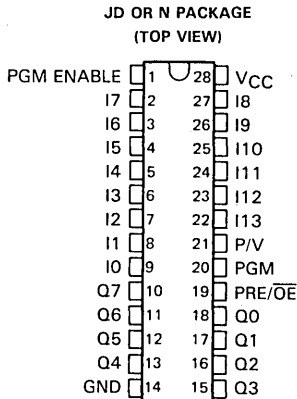 JD OR N PACKAGE
(TOP VIEW)
PGM ENABLE 1 28 VCC
I7 2 27 I8
I6 3 26 I9
I5 4 25 I10
I4 5 24 I11
I3 6 23 I12
I2 7 22 I13
I1 8 21 P/V
I0 9 20 PGM
Q7 10 19 PRE/O̅E̅
Q6 11 18 Q0
Q5 12 17 Q1
Q4 13 16 Q2
GND 14 15 Q3